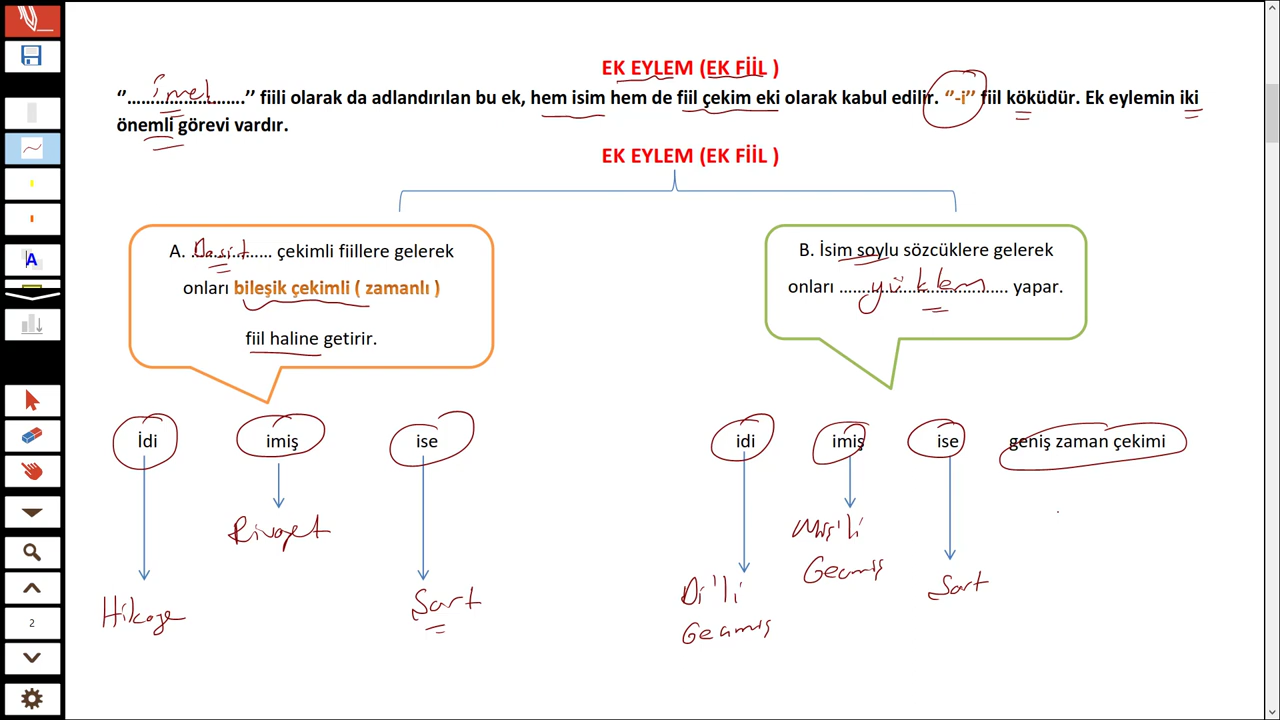 EK EYLEM (EK FİİL )
''...imek...'' fiili olarak da adlandırılan bu ek, hem isim hem de fiil çekim eki olarak kabul edilir. ''-i'' fiil köküdür. Ek eylemin iki
önemli görevi vardır.
EK EYLEM (EK FİİL )
A. Basit ...... çekimli fiillere gelerek
onları bileşik çekimli ( zamanlı )
fiil haline getirir.
B. İsim soylu sözcüklere gelerek
onları ...yüklem... yapar.
İdi imiş ise
idi imiş ise geniş zaman çekimi
Hikaye
Rivayet
Şart
Di'li
Geçmiş
Miş'li
Geçmiş
Şart
A
2